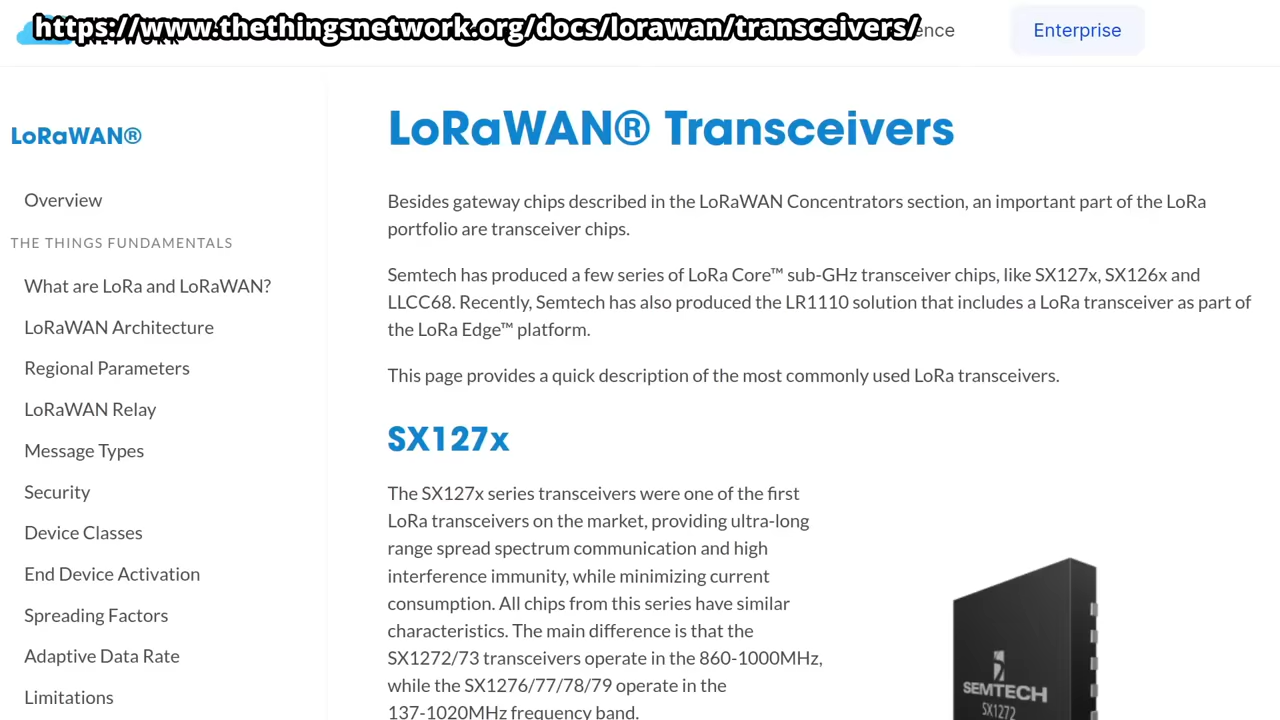 https://www.thethingsnetwork.org/docs/lorawan/transceivers/
Enterprise
LoRaWAN®
Overview
THE THINGS FUNDAMENTALS
What are LoRa and LoRaWAN?
LoRaWAN Architecture
Regional Parameters
LoRaWAN Relay
Message Types
Security
Device Classes
End Device Activation
Spreading Factors
Adaptive Data Rate
Limitations
LoRaWAN® Transceivers
Besides gateway chips described in the LoRaWAN Concentrators section, an important part of the LoRa
portfolio are transceiver chips.
Semtech has produced a few series of LoRa Core™ sub-GHz transceiver chips, like SX127x, SX126x and
LLCC68. Recently, Semtech has also produced the LR1110 solution that includes a LoRa transceiver as part of
the LoRa Edge™ platform.
This page provides a quick description of the most commonly used LoRa transceivers.
SX127x
The SX127x series transceivers were one of the first
LoRa transceivers on the market, providing ultra-long
range spread spectrum communication and high
interference immunity, while minimizing current
consumption. All chips from this series have similar
characteristics. The main difference is that the
SX1272/73 transceivers operate in the 860-1000MHz,
while the SX1276/77/78/79 operate in the
137-1020MHz frequency band.
SEMTECH
SX1272